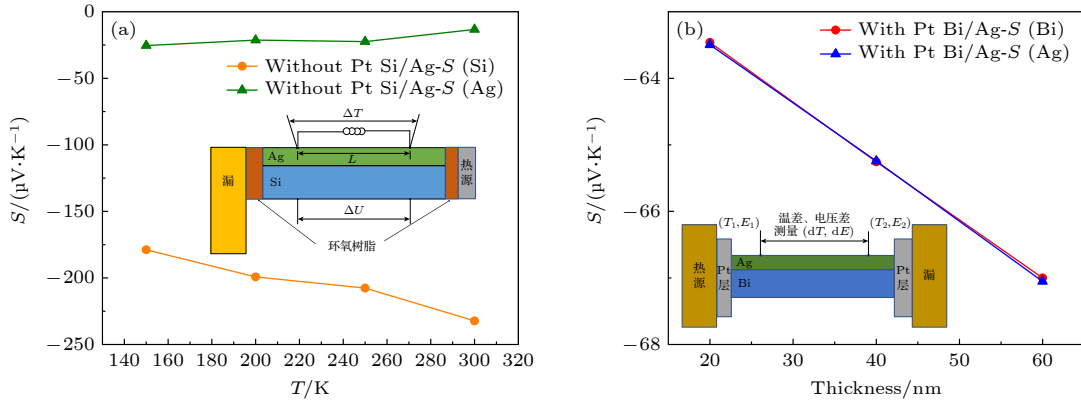 (a)
Without Pt Si/Ag-S (Si)
Without Pt Si/Ag-S (Ag)
S/(μV·K⁻¹)
0
−50
−100
−150
−200
−250
140 160 180 200 220 240 260 280 300 320
T/K
ΔT
L
Ag
Si
漏
热
源
ΔU
环氧树脂
(b)
With Pt Bi/Ag-S (Bi)
With Pt Bi/Ag-S (Ag)
S/(μV·K⁻¹)
−64
−66
−68
20 30 40 50 60
Thickness/nm
(T₁,E₁)
温差、电压差
测量 (dT, dE)
(T₂,E₂)
热
源
Pt
层
Ag
Bi
Pt
层
漏